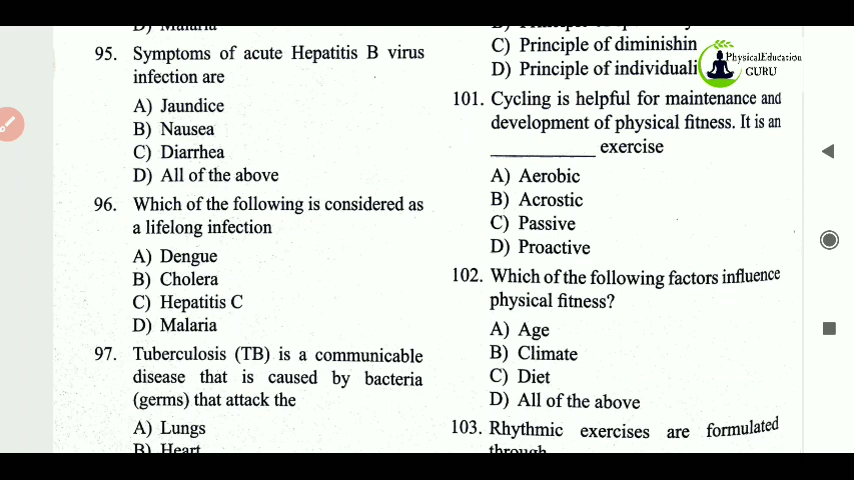 95. Symptoms of acute Hepatitis B virus
infection are
A) Jaundice
B) Nausea
C) Diarrhea
D) All of the above
96. Which of the following is considered as
a lifelong infection
A) Dengue
B) Cholera
C) Hepatitis C
D) Malaria
97. Tuberculosis (TB) is a communicable
disease that is caused by bacteria
(germs) that attack the
A) Lungs
B) Heart
C) Principle of diminishin
D) Principle of individuali
PhysicalEducation
GURU
101. Cycling is helpful for maintenance and
development of physical fitness. It is an
__________ exercise
A) Aerobic
B) Acrostic
C) Passive
D) Proactive
102. Which of the following factors influence
physical fitness?
A) Age
B) Climate
C) Diet
D) All of the above
103. Rhythmic exercises are formulated
through